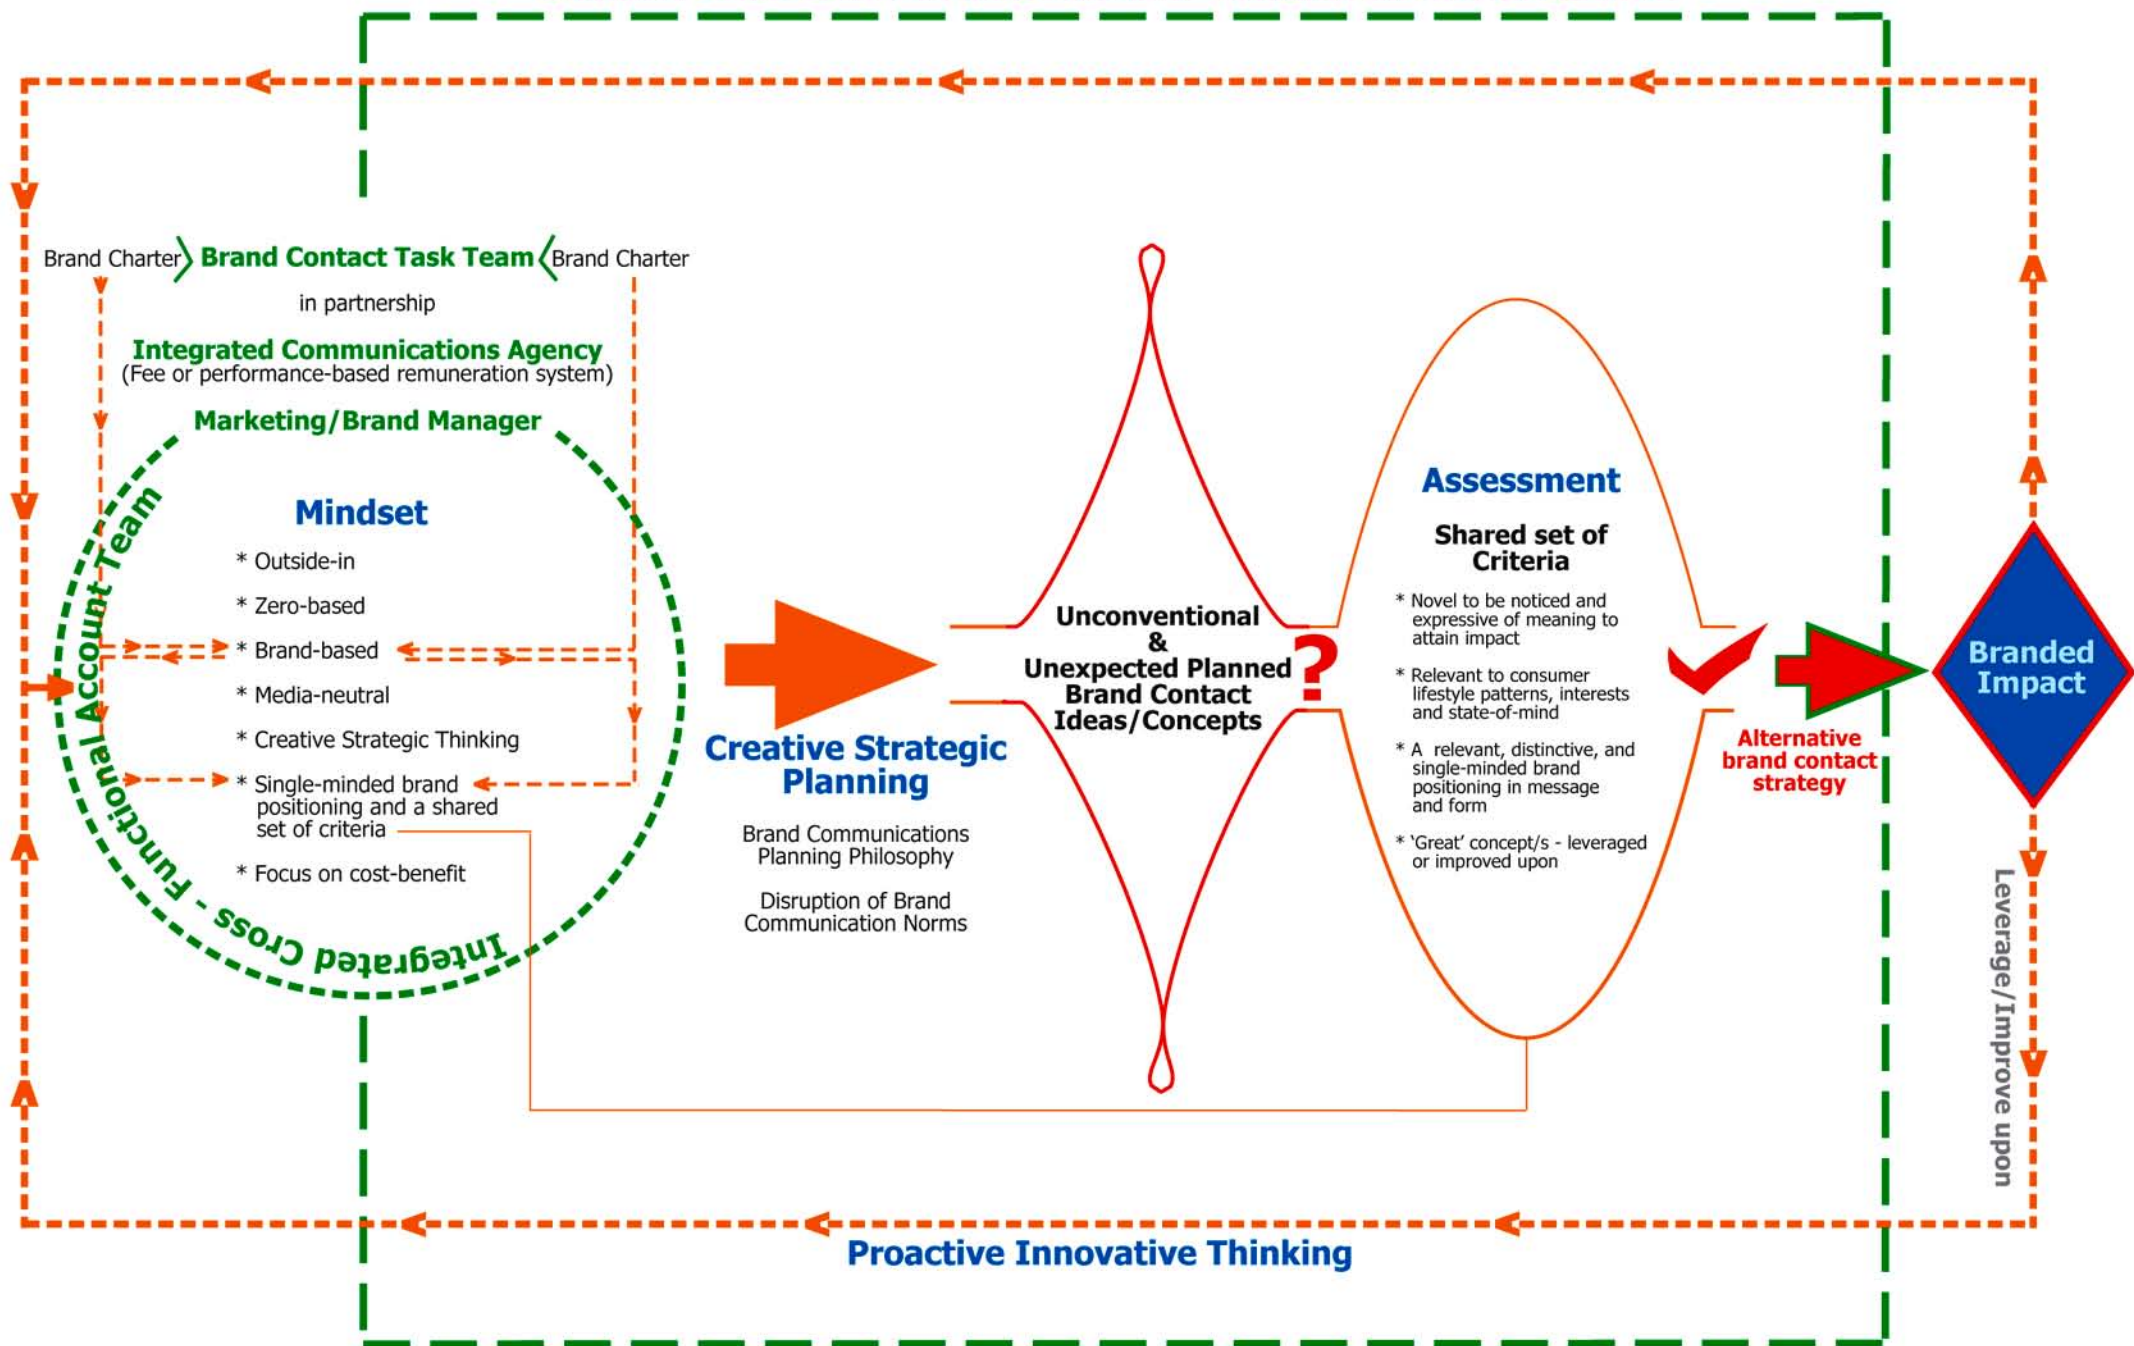 Brand Charter
Brand Contact Task Team
Brand Charter
in partnership
Integrated Communications Agency
(Fee or performance-based remuneration system)
Marketing/Brand Manager
Integrated Cross - Functional Account Team
Mindset
* Outside-in
* Zero-based
* Brand-based
* Media-neutral
* Creative Strategic Thinking
* Single-minded brand
positioning and a shared
set of criteria
* Focus on cost-benefit
Creative Strategic
Planning
Brand Communications
Planning Philosophy
Disruption of Brand
Communication Norms
Unconventional
&
Unexpected Planned
Brand Contact
Ideas/Concepts
?
Assessment
Shared set of
Criteria
* Novel to be noticed and
expressive of meaning to
attain impact
* Relevant to consumer
lifestyle patterns, interests
and state-of-mind
* A relevant, distinctive, and
single-minded brand
positioning in message
and form
* ‘Great’ concept/s - leveraged
or improved upon
Alternative
brand contact
strategy
Branded
Impact
Leverage/Improve upon
Proactive Innovative Thinking